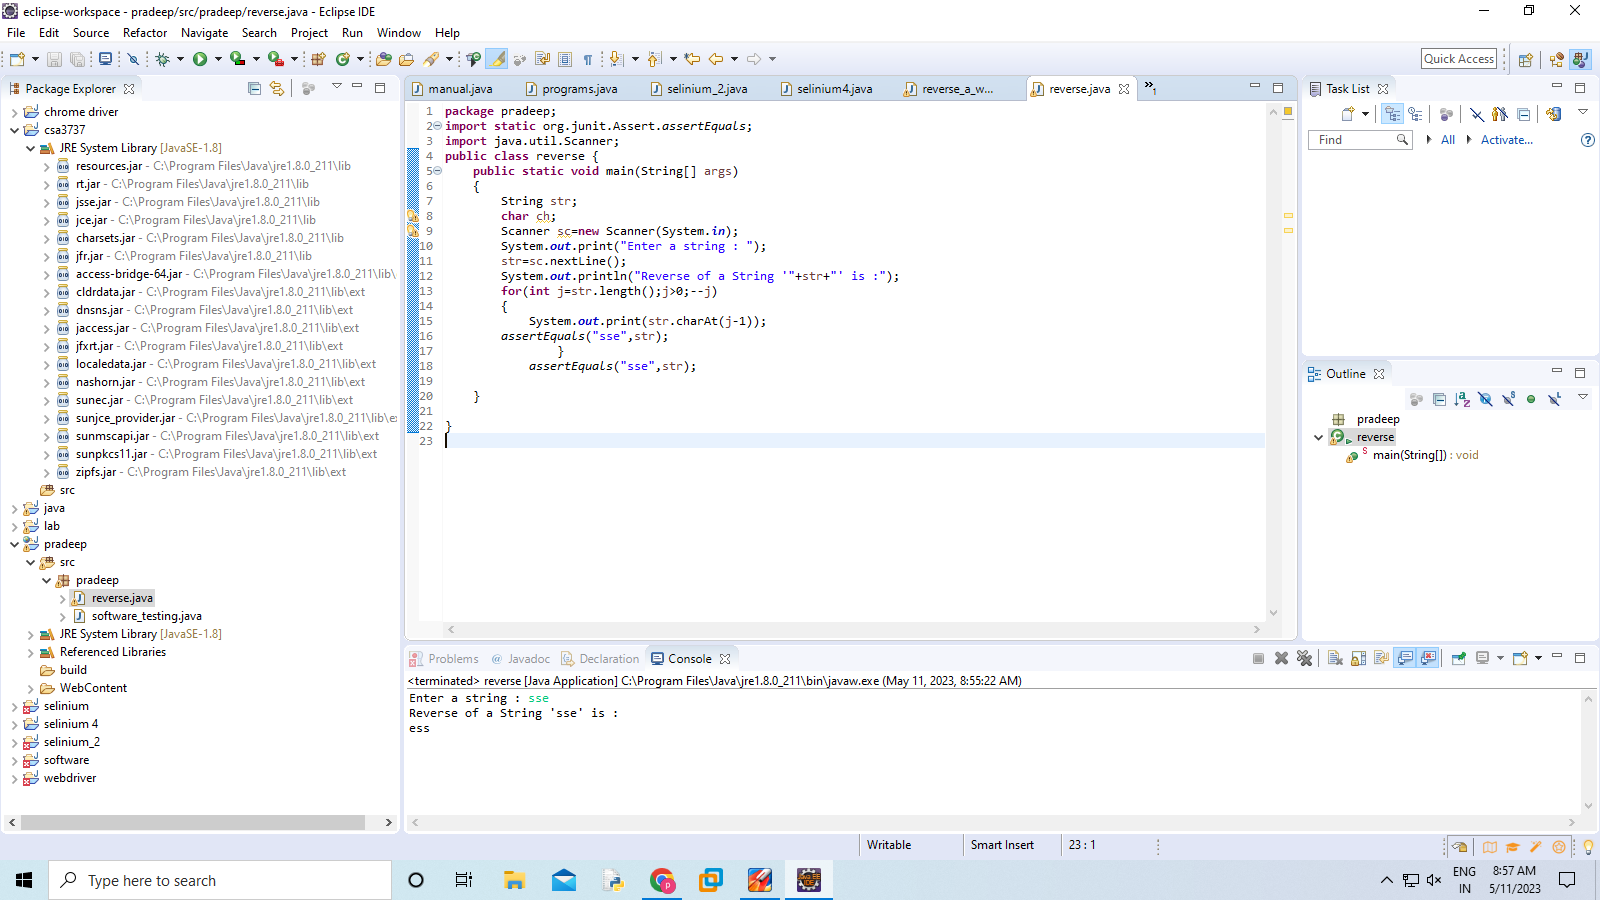 eclipse-workspace - pradeep/src/pradeep/reverse.java - Eclipse IDE
File Edit Source Refactor Navigate Search Project Run Window Help
Quick Access
Package Explorer
chrome driver
csa3737
JRE System Library [JavaSE-1.8]
resources.jar - C:\Program Files\Java\jre1.8.0_211\lib
rt.jar - C:\Program Files\Java\jre1.8.0_211\lib
jsse.jar - C:\Program Files\Java\jre1.8.0_211\lib
jce.jar - C:\Program Files\Java\jre1.8.0_211\lib
charsets.jar - C:\Program Files\Java\jre1.8.0_211\lib
jfr.jar - C:\Program Files\Java\jre1.8.0_211\lib
access-bridge-64.jar - C:\Program Files\Java\jre1.8.0_211\lib\
cldrdata.jar - C:\Program Files\Java\jre1.8.0_211\lib\ext
dnsns.jar - C:\Program Files\Java\jre1.8.0_211\lib\ext
jaccess.jar - C:\Program Files\Java\jre1.8.0_211\lib\ext
jfxrt.jar - C:\Program Files\Java\jre1.8.0_211\lib\ext
localedata.jar - C:\Program Files\Java\jre1.8.0_211\lib\ext
nashorn.jar - C:\Program Files\Java\jre1.8.0_211\lib\ext
sunec.jar - C:\Program Files\Java\jre1.8.0_211\lib\ext
sunjce_provider.jar - C:\Program Files\Java\jre1.8.0_211\lib\e
sunmscapi.jar - C:\Program Files\Java\jre1.8.0_211\lib\ext
sunpkcs11.jar - C:\Program Files\Java\jre1.8.0_211\lib\ext
zipfs.jar - C:\Program Files\Java\jre1.8.0_211\lib\ext
src
java
lab
pradeep
src
pradeep
reverse.java
software_testing.java
JRE System Library [JavaSE-1.8]
Referenced Libraries
build
WebContent
selinium
selinium 4
selinium_2
software
webdriver
manual.java programs.java selinium_2.java selinium4.java reverse_a_w... reverse.java »1
1 package pradeep;
2 import static org.junit.Assert.assertEquals;
3 import java.util.Scanner;
4 public class reverse {
5 public static void main(String[] args)
6 {
7 String str;
8 char ch;
9 Scanner sc=new Scanner(System.in);
10 System.out.print("Enter a string : ");
11 str=sc.nextLine();
12 System.out.println("Reverse of a String '"+str+"' is :");
13 for(int j=str.length();j>0;--j)
14 {
15 System.out.print(str.charAt(j-1));
16 assertEquals("sse",str);
17 }
18 assertEquals("sse",str);
19
20 }
21
22 }
23
Task List
Find All Activate...
Outline
pradeep
reverse
main(String[]) : void
Problems Javadoc Declaration Console
<terminated> reverse [Java Application] C:\Program Files\Java\jre1.8.0_211\bin\javaw.exe (May 11, 2023, 8:55:22 AM)
Enter a string : sse
Reverse of a String 'sse' is :
ess
Writable Smart Insert 23 : 1
Type here to search
ENG
IN
8:57 AM
5/11/2023